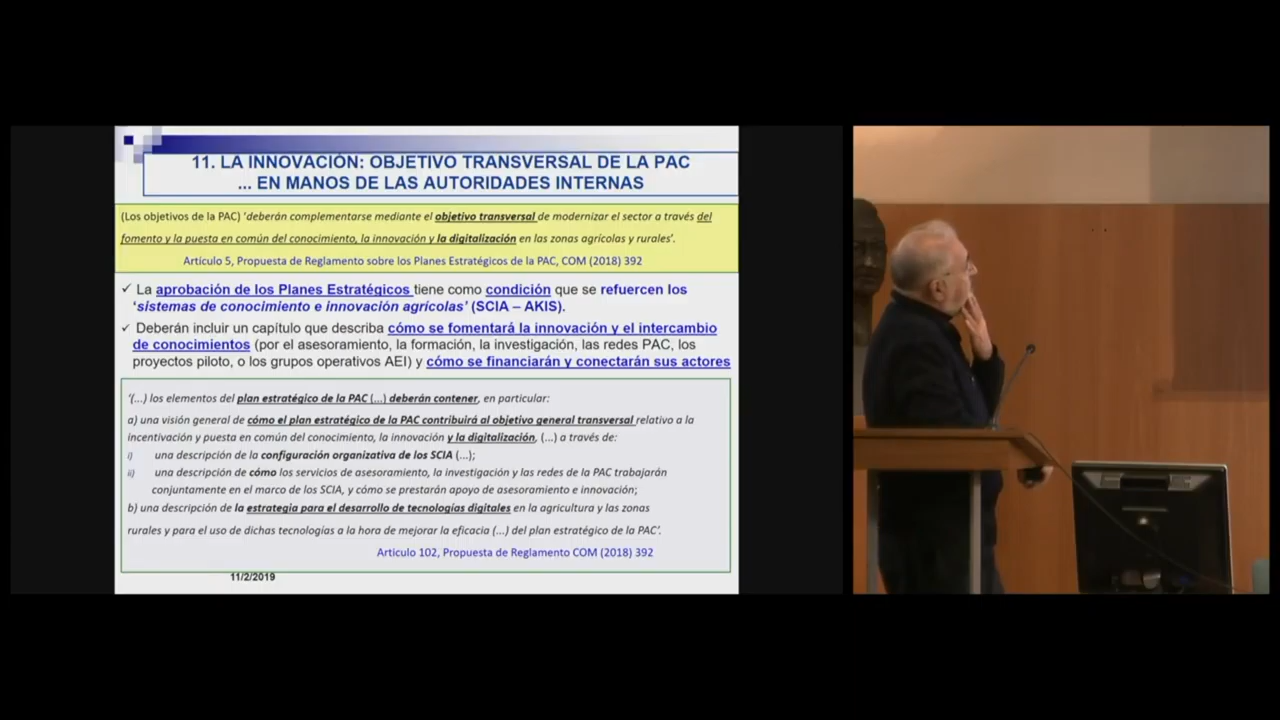 11. LA INNOVACIÓN: OBJETIVO TRANSVERSAL DE LA PAC
... EN MANOS DE LAS AUTORIDADES INTERNAS
(Los objetivos de la PAC) ‘deberán complementarse mediante el objetivo transversal de modernizar el sector a través del
fomento y la puesta en común del conocimiento, la innovación y la digitalización en las zonas agrícolas y rurales’.
Artículo 5, Propuesta de Reglamento sobre los Planes Estratégicos de la PAC, COM (2018) 392
✓ La aprobación de los Planes Estratégicos tiene como condición que se refuercen los
‘sistemas de conocimiento e innovación agrícolas’ (SCIA – AKIS).
✓ Deberán incluir un capítulo que describa cómo se fomentará la innovación y el intercambio
de conocimientos (por el asesoramiento, la formación, la investigación, las redes PAC, los
proyectos piloto, o los grupos operativos AEI) y cómo se financiarán y conectarán sus actores
‘(...) los elementos del plan estratégico de la PAC (...) deberán contener, en particular:
a) una visión general de cómo el plan estratégico de la PAC contribuirá al objetivo general transversal relativo a la
incentivación y puesta en común del conocimiento, la innovación y la digitalización, (...) a través de:
i) una descripción de la configuración organizativa de los SCIA (...);
ii) una descripción de cómo los servicios de asesoramiento, la investigación y las redes de la PAC trabajarán
conjuntamente en el marco de los SCIA, y cómo se prestarán apoyo de asesoramiento e innovación;
b) una descripción de la estrategia para el desarrollo de tecnologías digitales en la agricultura y las zonas
rurales y para el uso de dichas tecnologías a la hora de mejorar la eficacia (...) del plan estratégico de la PAC’.
Artículo 102, Propuesta de Reglamento COM (2018) 392
11/2/2019